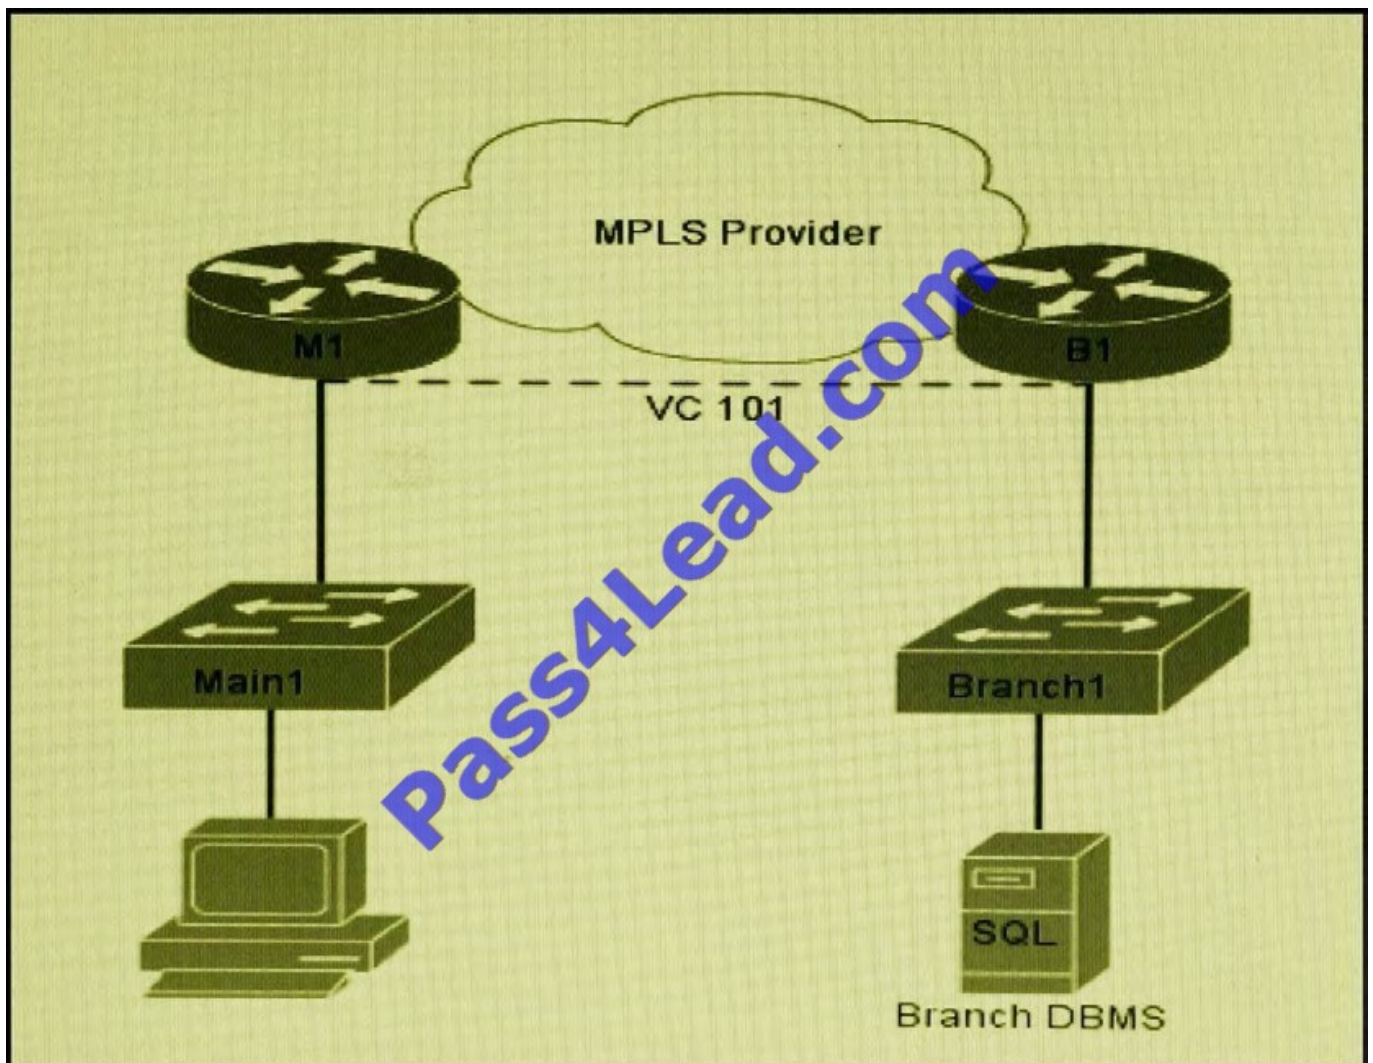 MPLS Provider
M1
B1
VC 101
Main1
Branch1
SQL
Branch DBMS
Pass4Lead.com